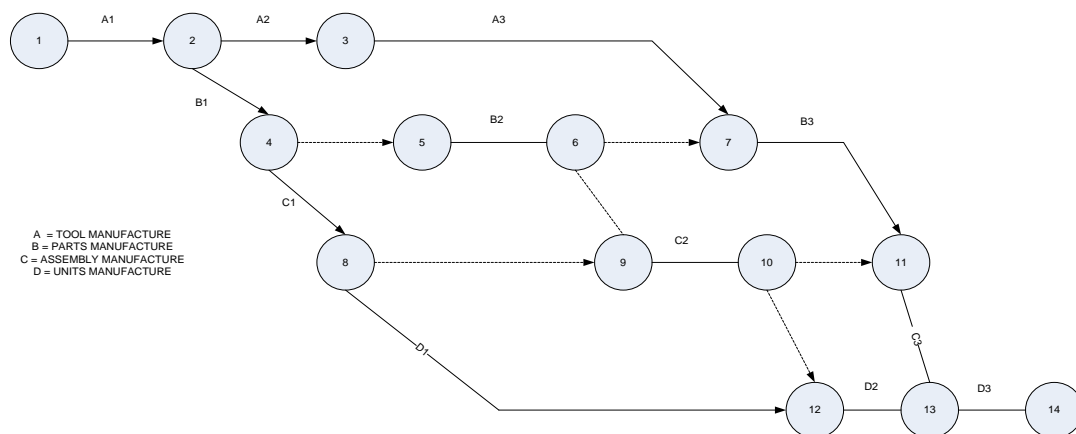 A1
A2
A3
1
2
3
B1
B2
B3
4
5
6
7
C1
C2
A = TOOL MANUFACTURE
B = PARTS MANUFACTURE
C = ASSEMBLY MANUFACTURE
D = UNITS MANUFACTURE
8
9
10
11
D1
C3
D2
D3
12
13
14